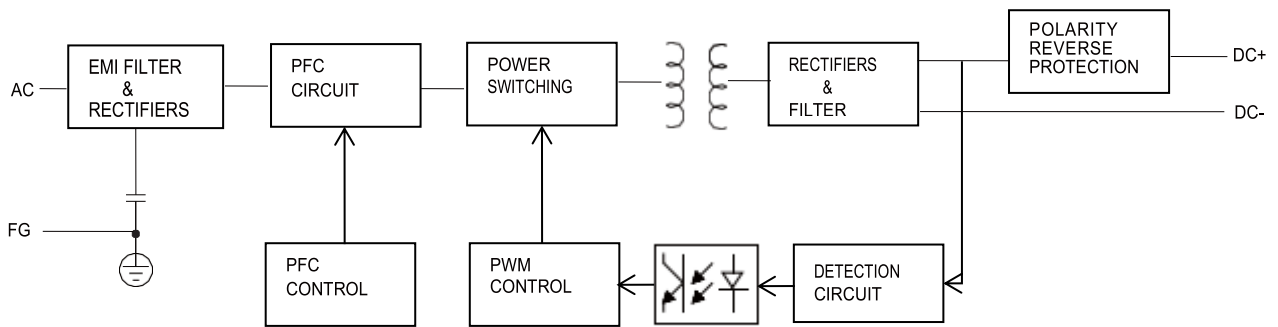 AC
EMI FILTER
&
RECTIFIERS
PFC
CIRCUIT
POWER
SWITCHING
RECTIFIERS
&
FILTER
POLARITY
REVERSE
PROTECTION
DC+
DC-
FG
PFC
CONTROL
PWM
CONTROL
DETECTION
CIRCUIT